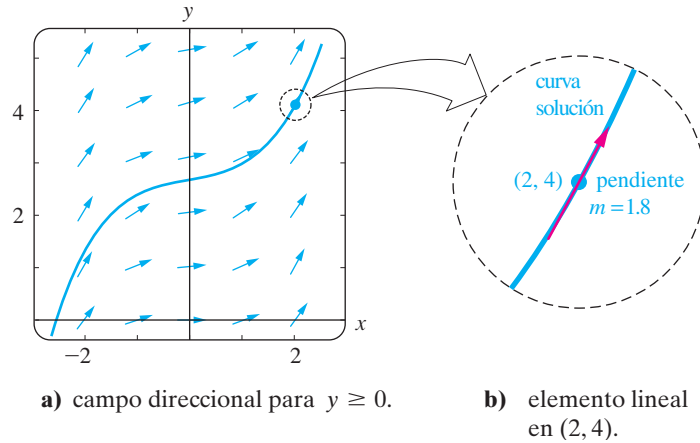 y
4
2
x
−2
2
curva
solución
(2, 4)
pendiente
m = 1.8
a) campo direccional para y ≥ 0.
b) elemento lineal
en (2, 4).